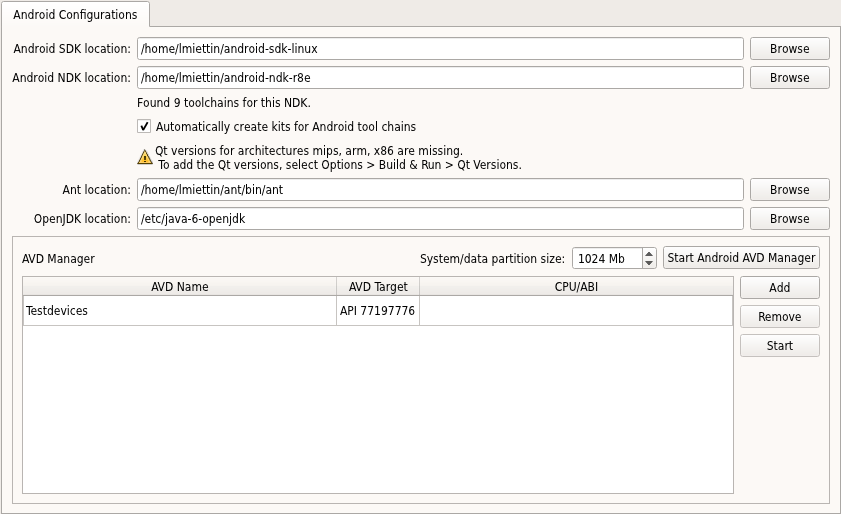 Android Configurations
Android SDK location: /home/lmiettin/android-sdk-linux Browse
Android NDK location: /home/lmiettin/android-ndk-r8e Browse
Found 9 toolchains for this NDK.
Automatically create kits for Android tool chains
Qt versions for architectures mips, arm, x86 are missing.
To add the Qt versions, select Options > Build & Run > Qt Versions.
Ant location: /home/lmiettin/ant/bin/ant Browse
OpenJDK location: /etc/java-6-openjdk Browse
AVD Manager System/data partition size: 1024 Mb Start Android AVD Manager
AVD Name AVD Target CPU/ABI Add
Testdevices API 77197776 Remove
Start